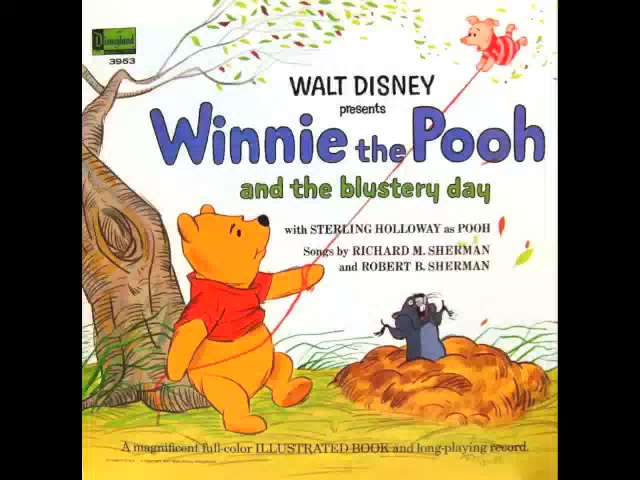 Disneyland
3953
WALT DISNEY
presents
Winnie the Pooh
and the blustery day
with STERLING HOLLOWAY as POOH
Songs by RICHARD M. SHERMAN
and ROBERT B. SHERMAN
A magnificent full-color ILLUSTRATED BOOK and long-playing record.